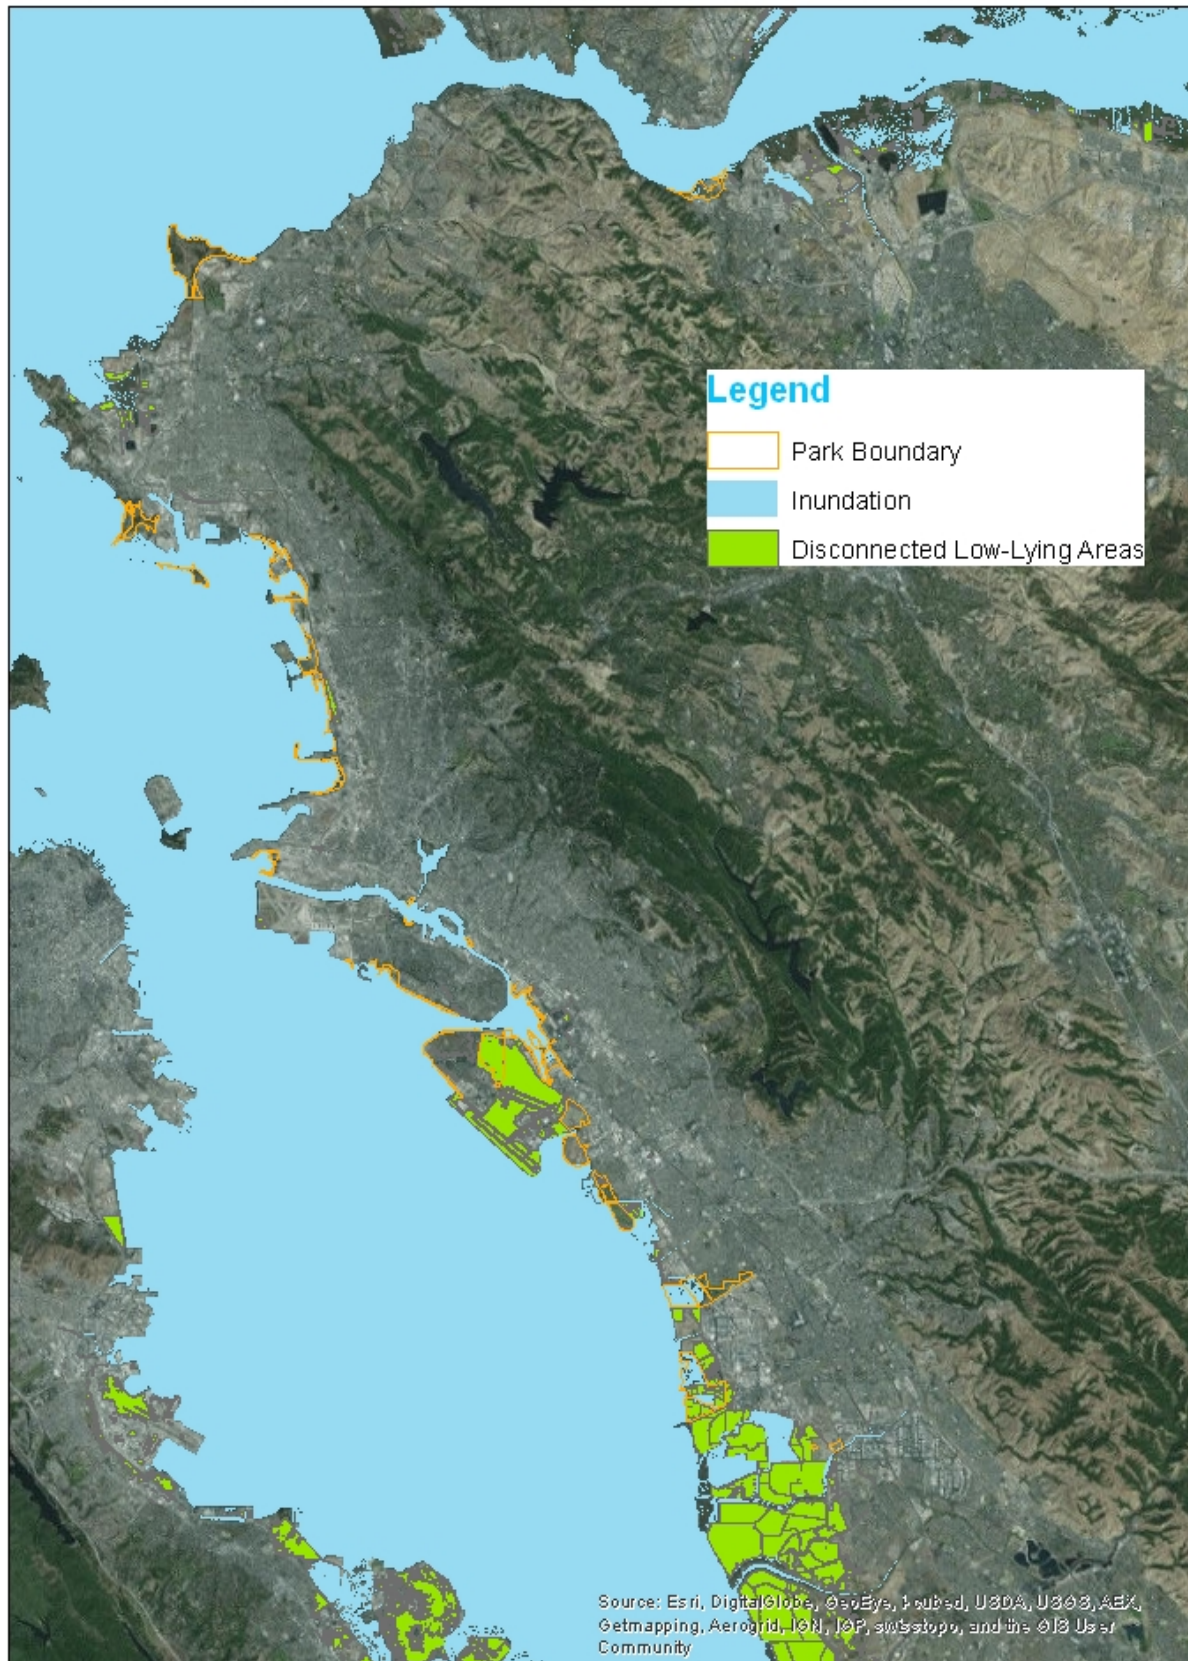 Legend
Park Boundary
Inundation
Disconnected Low-Lying Areas
Source: Esri, DigitalGlobe, GeoEye, i-cubed, USDA, USGS, AEX,
Getmapping, Aerogrid, IGN, IGP, swisstopo, and the GIS User
Community